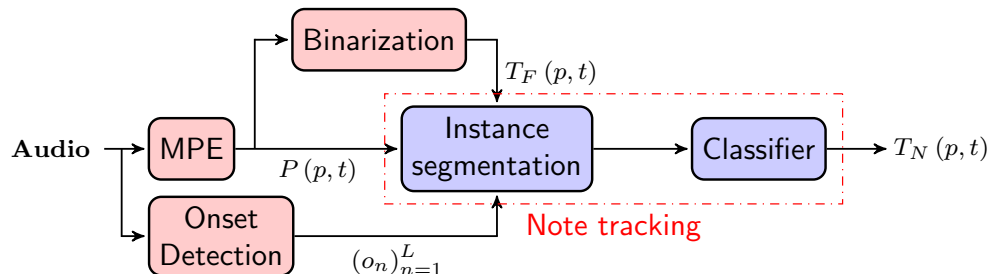 Binarization
T_F (p, t)
Audio
MPE
P (p, t)
Instance
segmentation
Classifier
T_N (p, t)
Onset
Detection
(o_n)_{n=1}^L
Note tracking